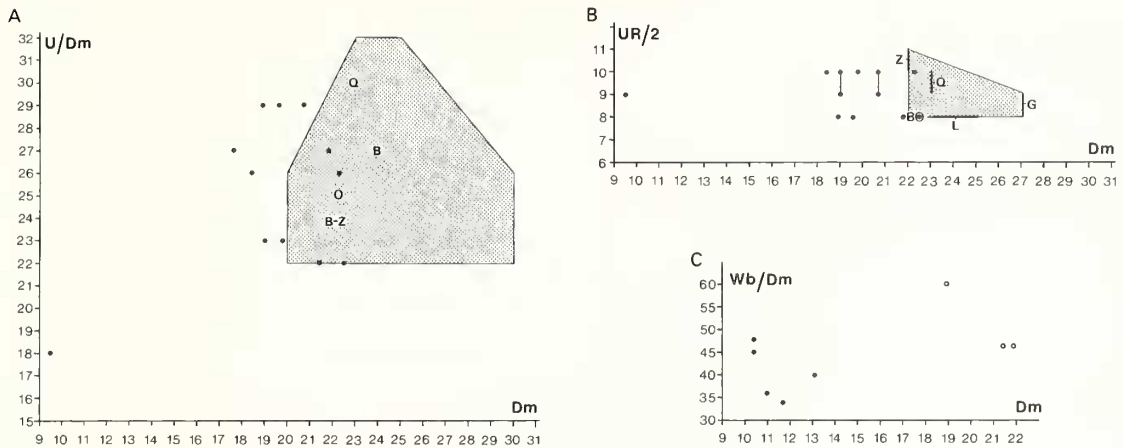 A
U/Dm
32
31
30
29
28
27
26
25
24
23
22
21
20
19
18
17
16
15
Q
B
O
B-Z
Dm
9 10 11 12 13 14 15 16 17 18 19 20 21 22 23 24 25 26 27 28 29 30 31
B
UR/2
11
10
9
8
7
6
Z
Q
G
BO
L
Dm
9 10 11 12 13 14 15 16 17 18 19 20 21 22 23 24 25 26 27 28 29 30 31
C
Wb/Dm
60
55
50
45
40
35
30
Dm
9 10 11 12 13 14 15 16 17 18 19 20 21 22